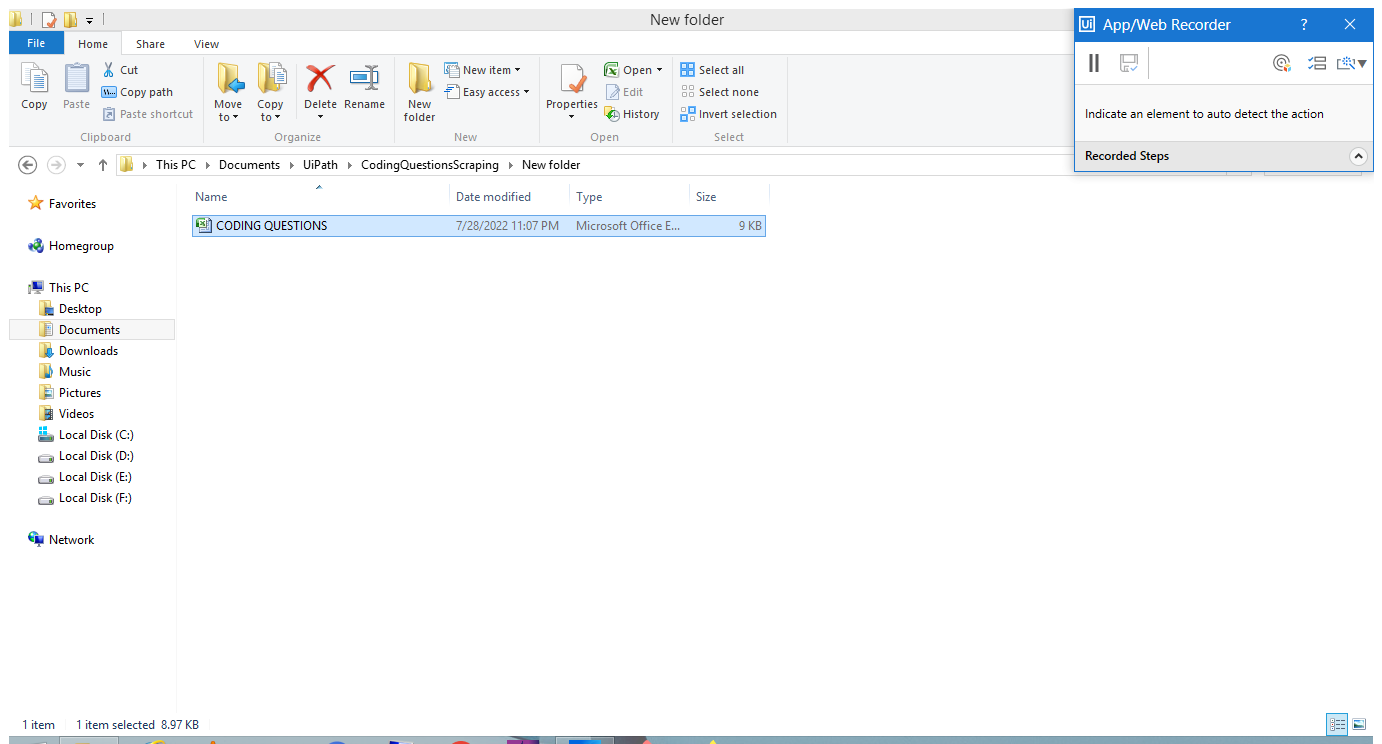 New folder
Ui App/Web Recorder ?
File Home Share View
Copy
Paste
Cut
W... Copy path
Paste shortcut
Clipboard
Move to
Copy to
Delete
Rename
Organize
New folder
New item
Easy access
New
Properties
Open
Edit
History
Open
Select all
Select none
Invert selection
Select
Indicate an element to auto detect the action
Recorded Steps
This PC Documents UiPath CodingQuestionsScraping New folder
Name Date modified Type Size
CODING QUESTIONS 7/28/2022 11:07 PM Microsoft Office E... 9 KB
Favorites
Homegroup
This PC
Desktop
Documents
Downloads
Music
Pictures
Videos
Local Disk (C:)
Local Disk (D:)
Local Disk (E:)
Local Disk (F:)
Network
1 item 1 item selected 8.97 KB